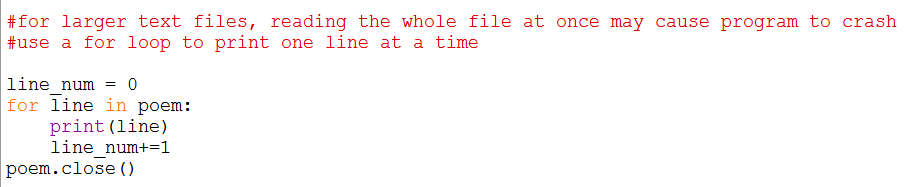 #for larger text files, reading the whole file at once may cause program to crash
#use a for loop to print one line at a time
line_num = 0
for line in poem:
    print(line)
    line_num+=1
poem.close()